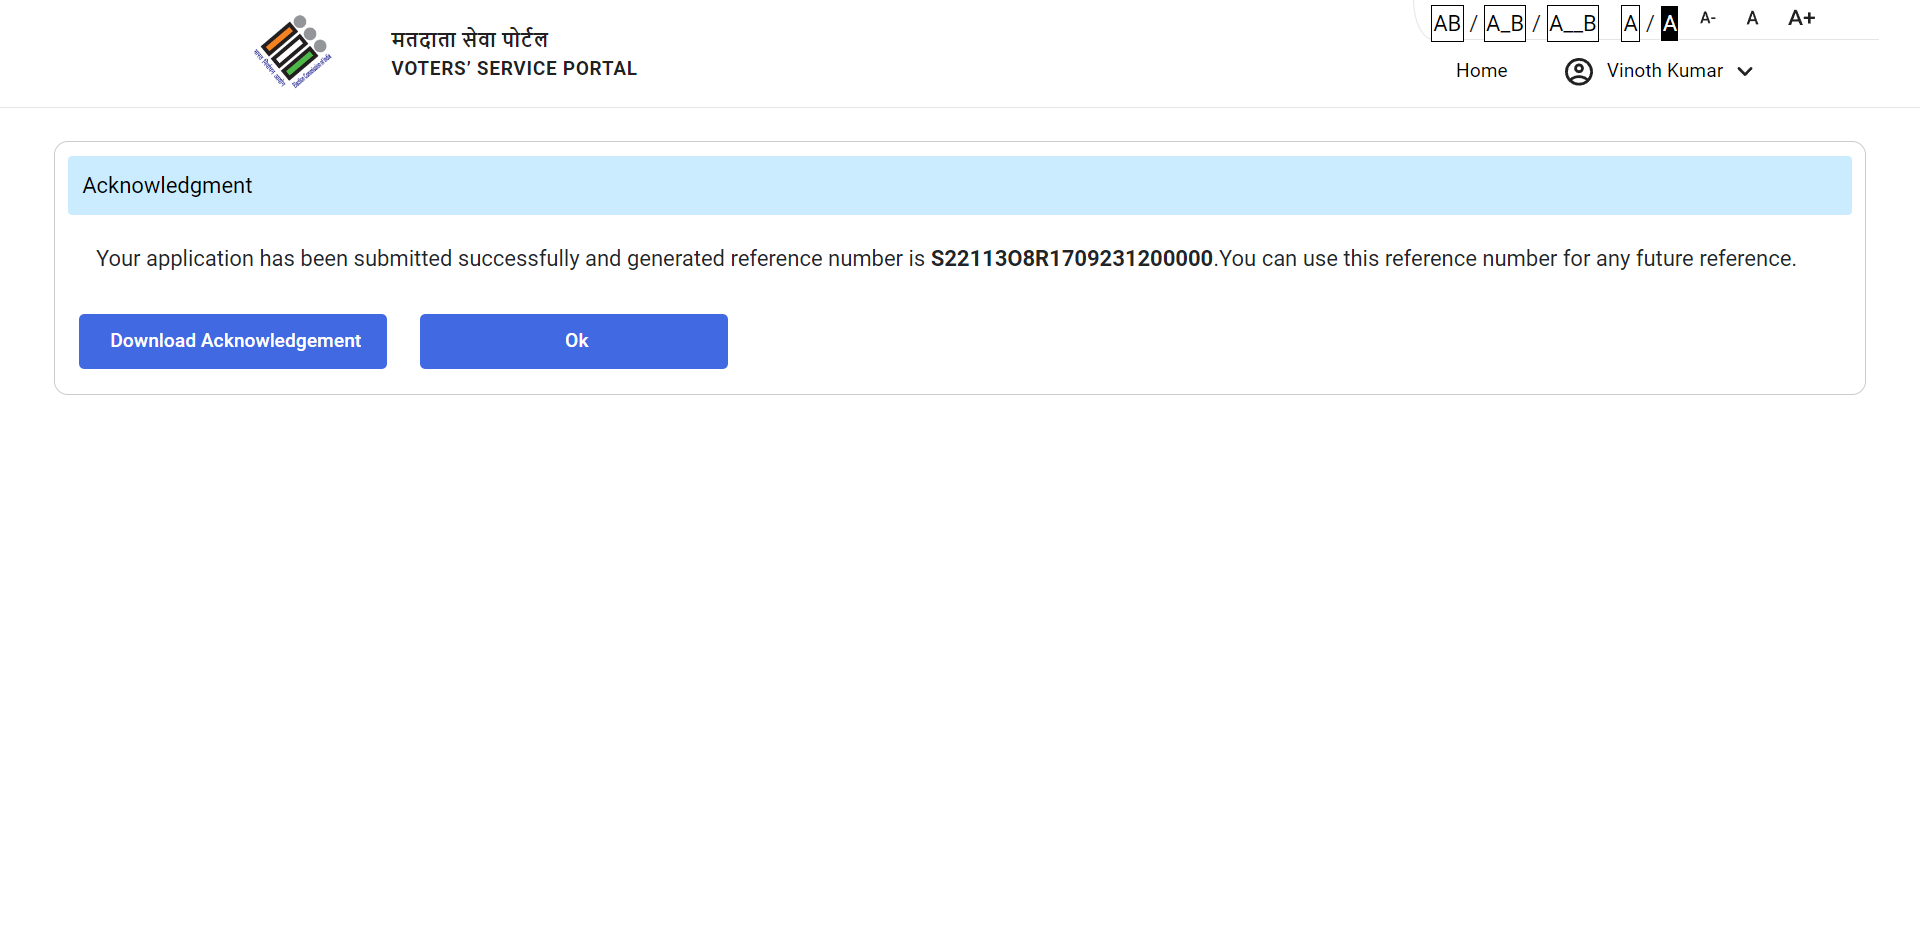 AB / A_B / A__B A / A A- A A+
मतदाता सेवा पोर्टल
VOTERS' SERVICE PORTAL
Home Vinoth Kumar
Acknowledgment
Your application has been submitted successfully and generated reference number is S22113O8R1709231200000.You can use this reference number for any future reference.
Download Acknowledgement Ok